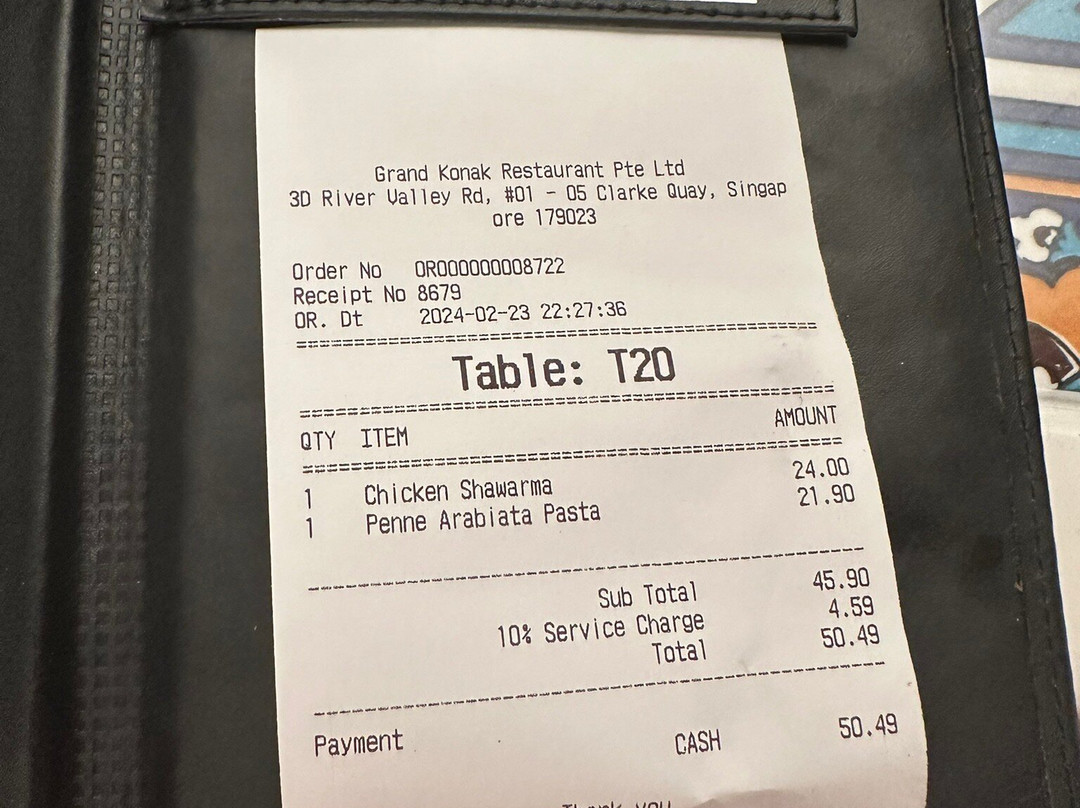 Grand Konak Restaurant Pte Ltd
3D River Valley Rd, #01 - 05 Clarke Quay, Singap
ore 179023
Order No OR000000008722
Receipt No 8679
OR. Dt 2024-02-23 22:27:36
Table: T20
QTY ITEM AMOUNT
1 Chicken Shawarma 24.00
1 Penne Arabiata Pasta 21.90
Sub Total 45.90
10% Service Charge 4.59
Total 50.49
Payment CASH 50.49
Thank you